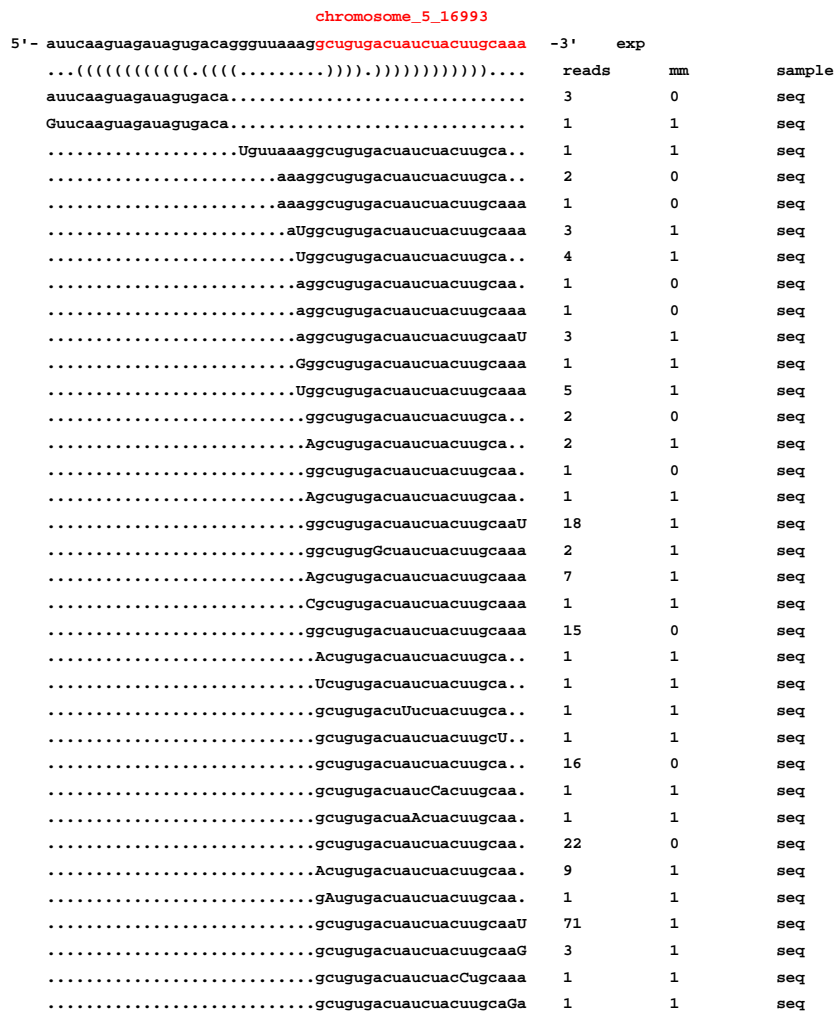 chromosome_5_16993
5'- auucaaguagauagugacaggguuaaaggcugugacuaucuacuugcaaa -3' exp
...((((((((((((.((((.........)))).)))))))))))).... reads mm sample
auucaaguagauagugaca............................... 3 0 seq
Guucaaguagauagugaca............................... 1 1 seq
....................Uguuaaaggcugugacuaucuacuugca.. 1 1 seq
........................aaaggcugugacuaucuacuugca.. 2 0 seq
........................aaaggcugugacuaucuacuugcaaa 1 0 seq
.........................aUggcugugacuaucuacuugcaaa 3 1 seq
..........................Uggcugugacuaucuacuugca.. 4 1 seq
..........................aggcugugacuaucuacuugcaa. 1 0 seq
..........................aggcugugacuaucuacuugcaaa 1 0 seq
..........................aggcugugacuaucuacuugcaaU 3 1 seq
..........................Gggcugugacuaucuacuugcaaa 1 1 seq
..........................Uggcugugacuaucuacuugcaaa 5 1 seq
...........................ggcugugacuaucuacuugca.. 2 0 seq
...........................Agcugugacuaucuacuugca.. 2 1 seq
...........................ggcugugacuaucuacuugcaa. 1 0 seq
...........................Agcugugacuaucuacuugcaa. 1 1 seq
...........................ggcugugacuaucuacuugcaaU 18 1 seq
...........................ggcugugGcuaucuacuugcaaa 2 1 seq
...........................Agcugugacuaucuacuugcaaa 7 1 seq
...........................Cgcugugacuaucuacuugcaaa 1 1 seq
...........................ggcugugacuaucuacuugcaaa 15 0 seq
............................Acugugacuaucuacuugca.. 1 1 seq
............................Ucugugacuaucuacuugca.. 1 1 seq
............................gcugugacuUucuacuugca.. 1 1 seq
............................gcugugacuaucuacuugcU.. 1 1 seq
............................gcugugacuaucuacuugca.. 16 0 seq
............................gcugugacuaucCacuugcaa. 1 1 seq
............................gcugugacuaAcuacuugcaa. 1 1 seq
............................gcugugacuaucuacuugcaa. 22 0 seq
............................Acugugacuaucuacuugcaa. 9 1 seq
............................gAugugacuaucuacuugcaa. 1 1 seq
............................gcugugacuaucuacuugcaaU 71 1 seq
............................gcugugacuaucuacuugcaaG 3 1 seq
............................gcugugacuaucuacCugcaaa 1 1 seq
............................gcugugacuaucuacuugcaGa 1 1 seq